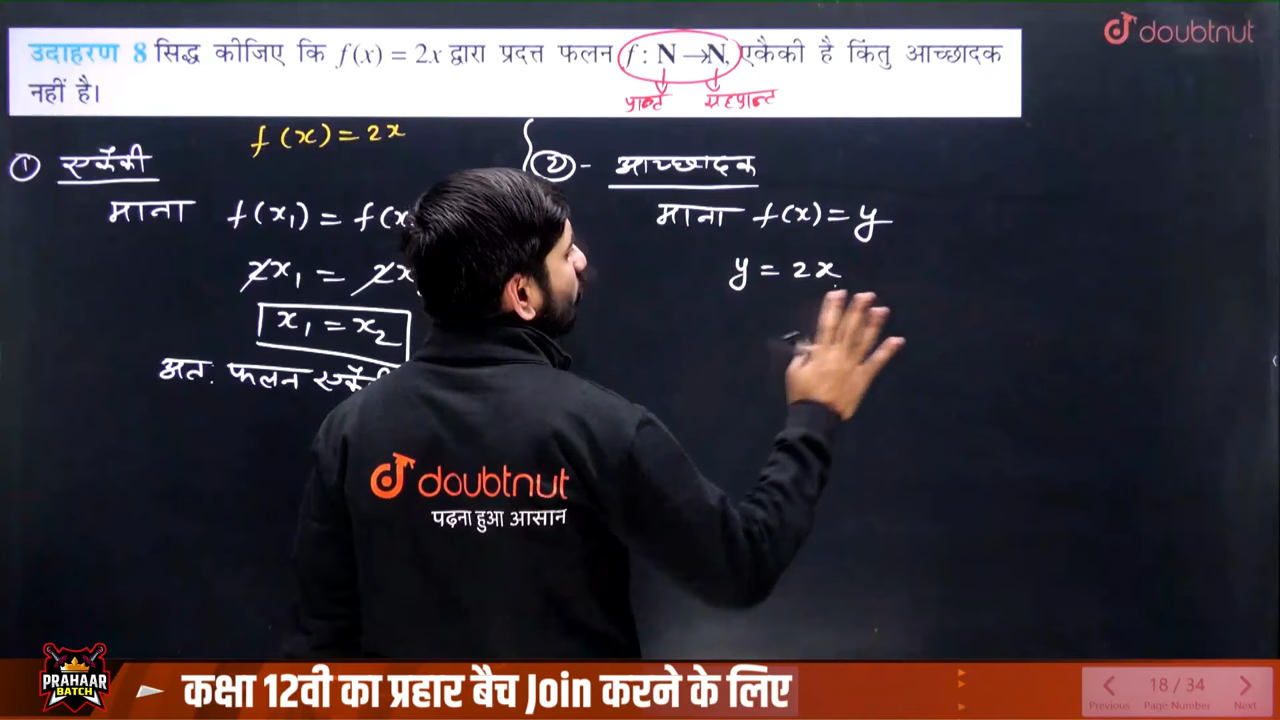 doubtnut
उदाहरण 8 सिद्ध कीजिए कि f(x) = 2x द्वारा प्रदत्त फलन f : N → N, एकैकी है किंतु आच्छादक
नहीं है।
प्रान्त सहप्रान्त
f(x) = 2x
① एकैकी
माना f(x₁) = f(x
2x₁ = 2x
x₁ = x₂
अतः फलन एकैकी
② - आच्छादक
माना f(x) = y
y = 2x
doubtnut
पढ़ना हुआ आसान
PRAHAAR
BATCH
कक्षा 12वी का प्रहार बैच Join करने के लिए
18 / 34
Previous Page Number Next